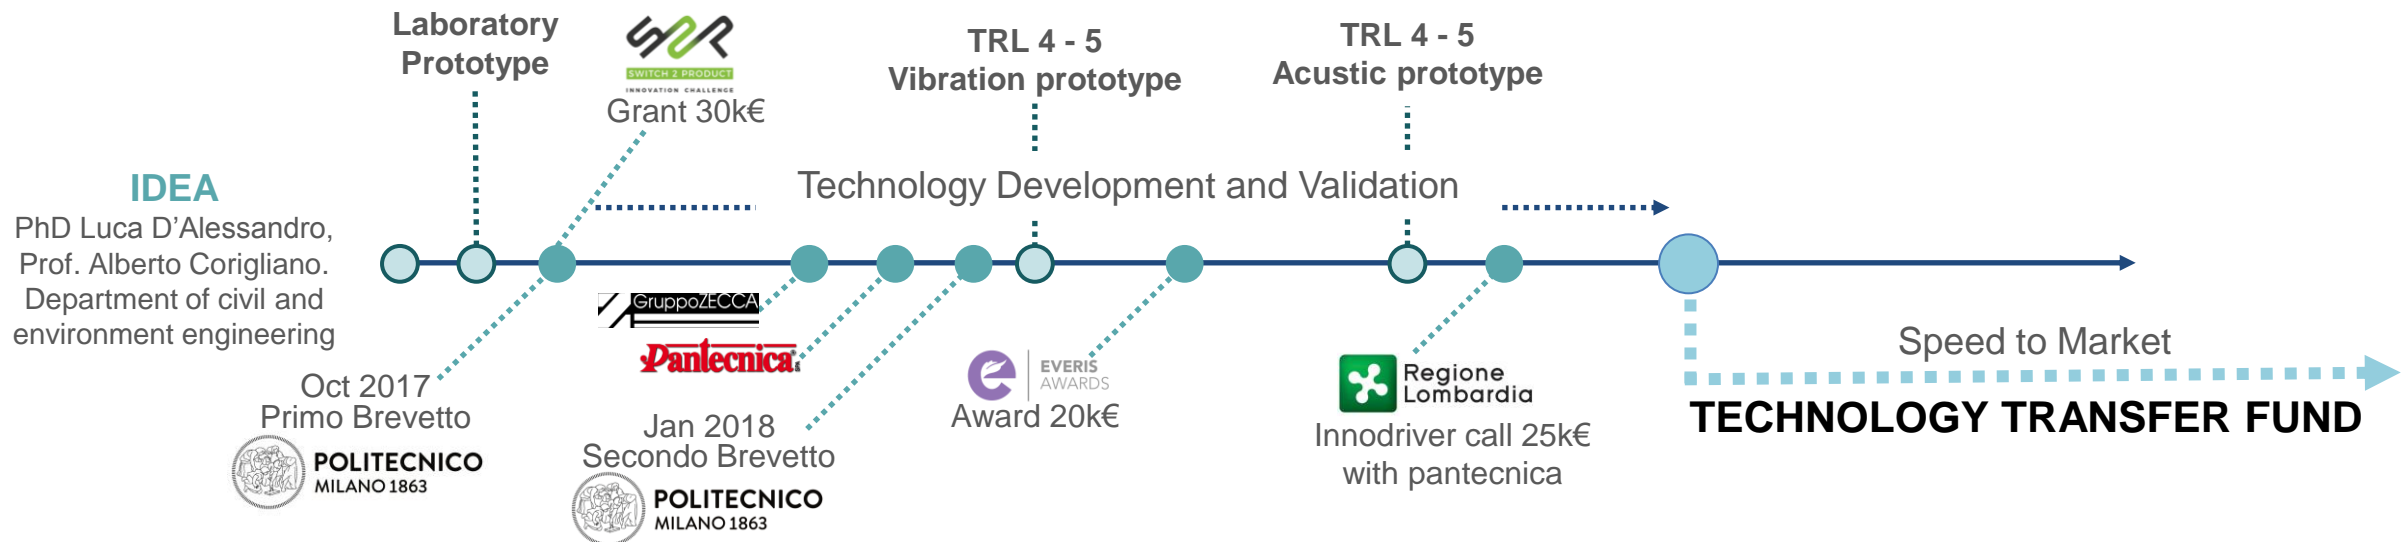 Laboratory
Prototype
S2R
SWITCH 2 PRODUCT
INNOVATION CHALLENGE
Grant 30k€
TRL 4 - 5
Vibration prototype
TRL 4 - 5
Acustic prototype
Technology Development and Validation
IDEA
PhD Luca D’Alessandro,
Prof. Alberto Corigliano.
Department of civil and
environment engineering
GruppoZECCA
Pantecnica
Oct 2017
Primo Brevetto
POLITECNICO
MILANO 1863
Jan 2018
Secondo Brevetto
POLITECNICO
MILANO 1863
e
EVERIS
AWARDS
Award 20k€
Regione
Lombardia
Innodriver call 25k€
with pantecnica
Speed to Market
TECHNOLOGY TRANSFER FUND